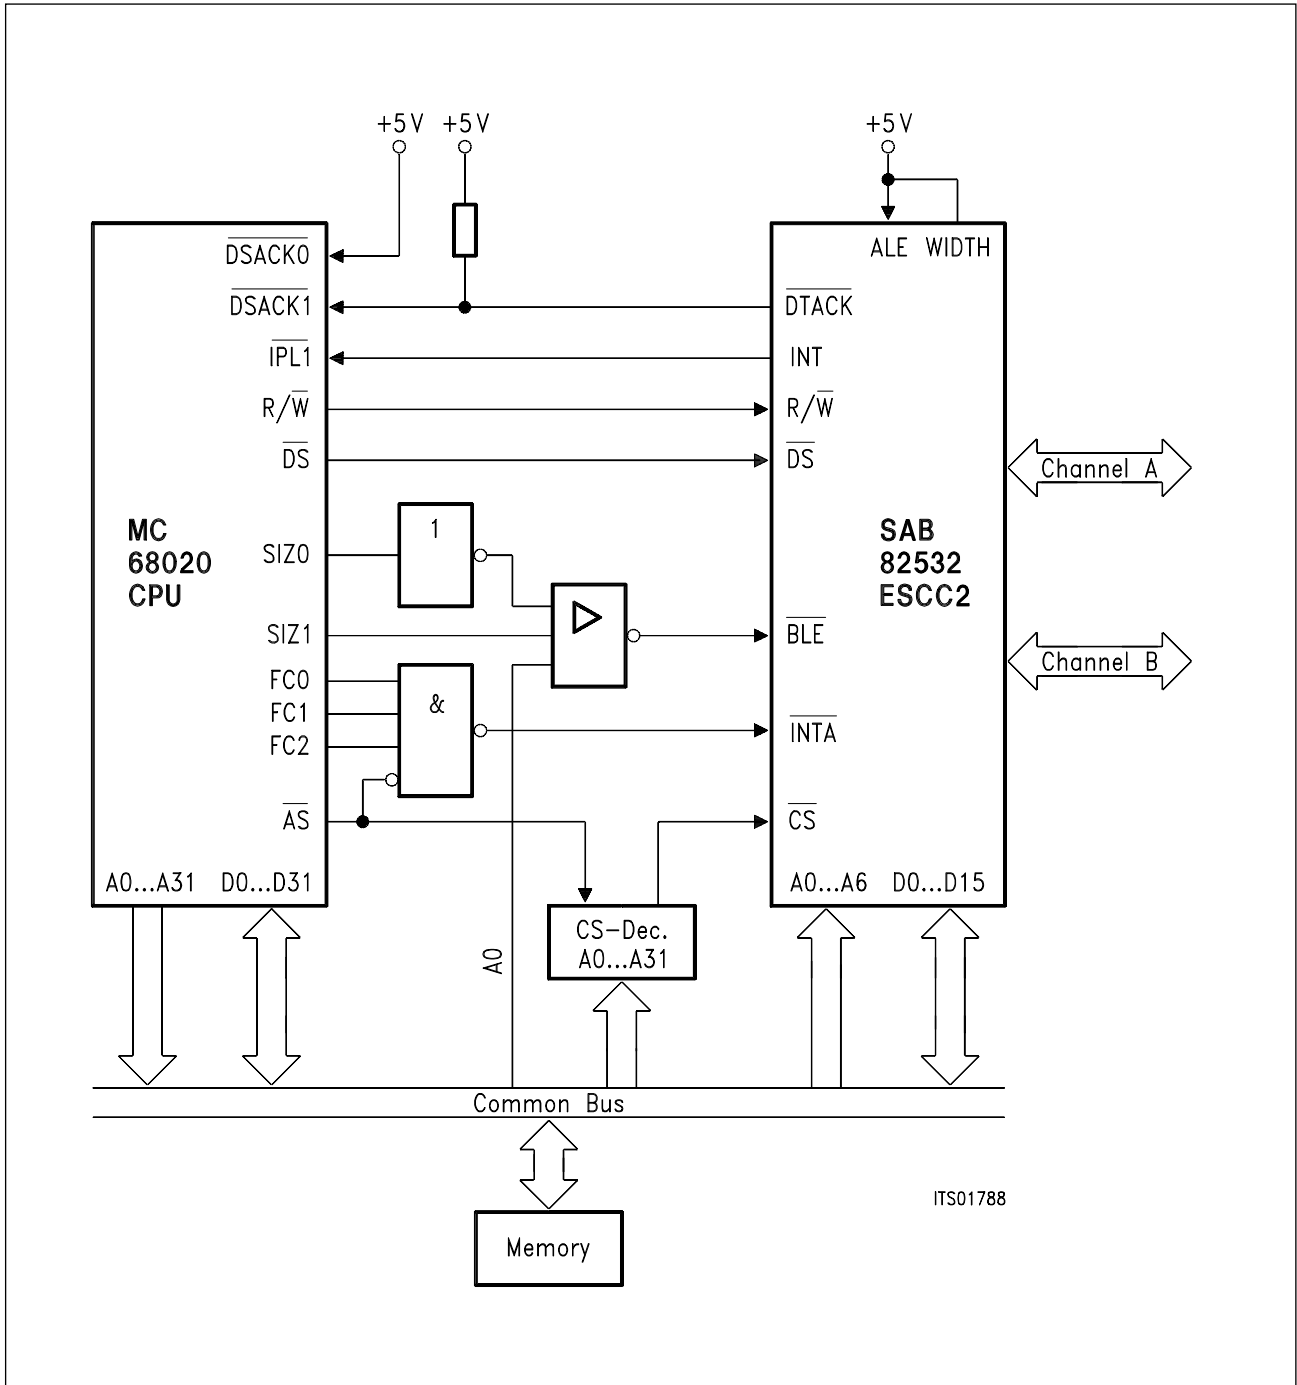 +5V +5V +5V
DSACK0
ALE WIDTH
DSACK1
DTACK
IPL1
INT
R/W
R/W
DS
DS
Channel A
1
MC
68020
CPU
SIZ0
SAB
82532
ESCC2
SIZ1
BLE
Channel B
FC0
FC1
FC2
&
INTA
AS
CS
A0...A31 D0...D31
A0...A6 D0...D15
CS-Dec.
A0...A31
A0
Common Bus
ITS01788
Memory